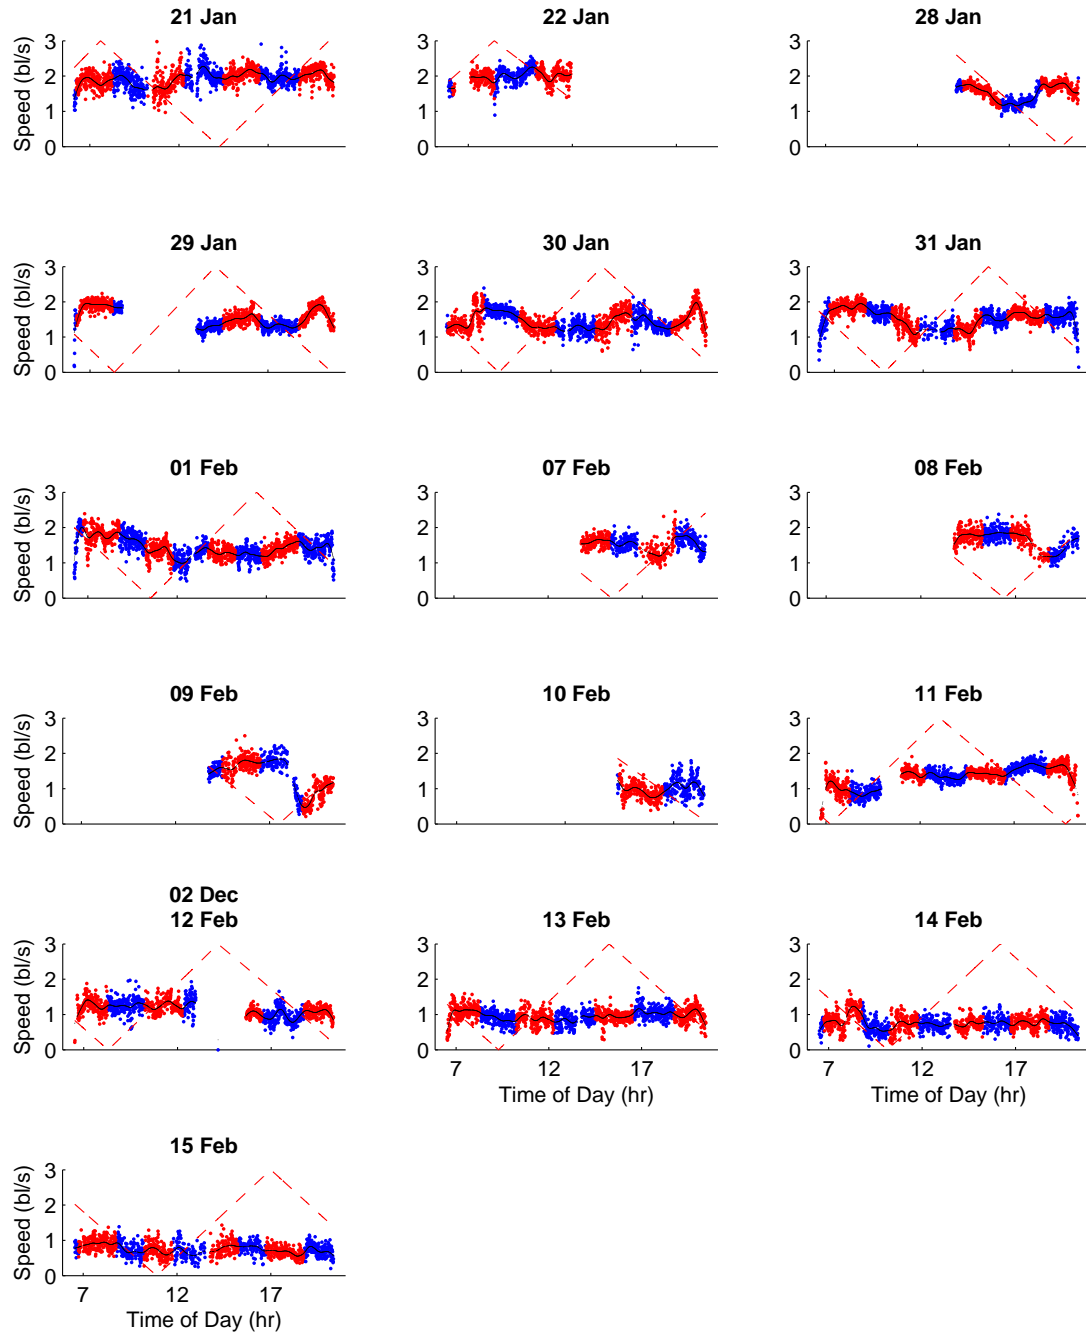 21 Jan
22 Jan
28 Jan
Speed (bl/s)
3
2
1
0
3
2
1
0
3
2
1
0
29 Jan
30 Jan
31 Jan
Speed (bl/s)
3
2
1
0
3
2
1
0
3
2
1
0
01 Feb
07 Feb
08 Feb
Speed (bl/s)
3
2
1
0
3
2
1
0
3
2
1
0
09 Feb
10 Feb
11 Feb
Speed (bl/s)
3
2
1
0
3
2
1
0
3
2
1
0
02 Dec
12 Feb
13 Feb
14 Feb
Speed (bl/s)
3
2
1
0
3
2
1
0
7 12 17
Time of Day (hr)
3
2
1
0
7 12 17
Time of Day (hr)
15 Feb
Speed (bl/s)
3
2
1
0
7 12 17
Time of Day (hr)